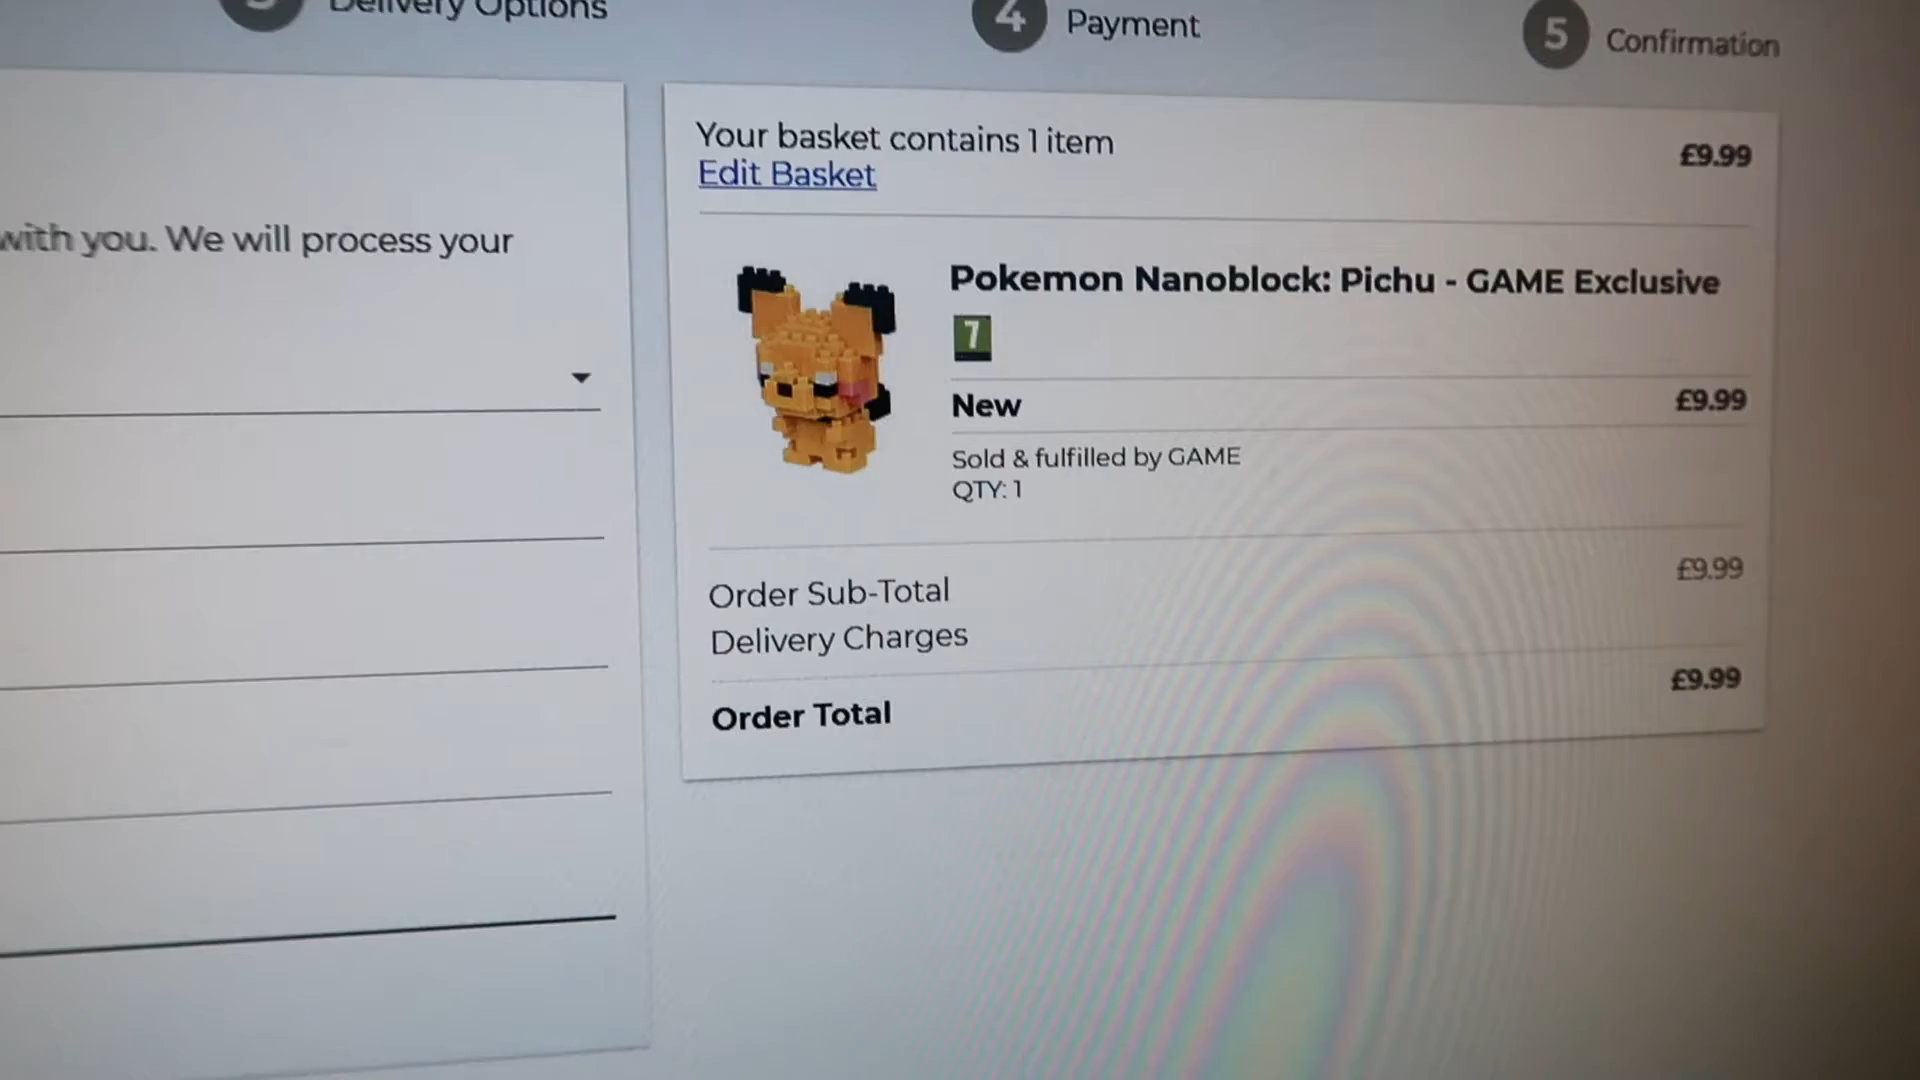 Delivery Options
4 Payment
5 Confirmation
with you. We will process your
Your basket contains 1 item
£9.99
Edit Basket
Pokemon Nanoblock: Pichu - GAME Exclusive
7
New
£9.99
Sold & fulfilled by GAME
QTY: 1
Order Sub-Total
£9.99
Delivery Charges
Order Total
£9.99